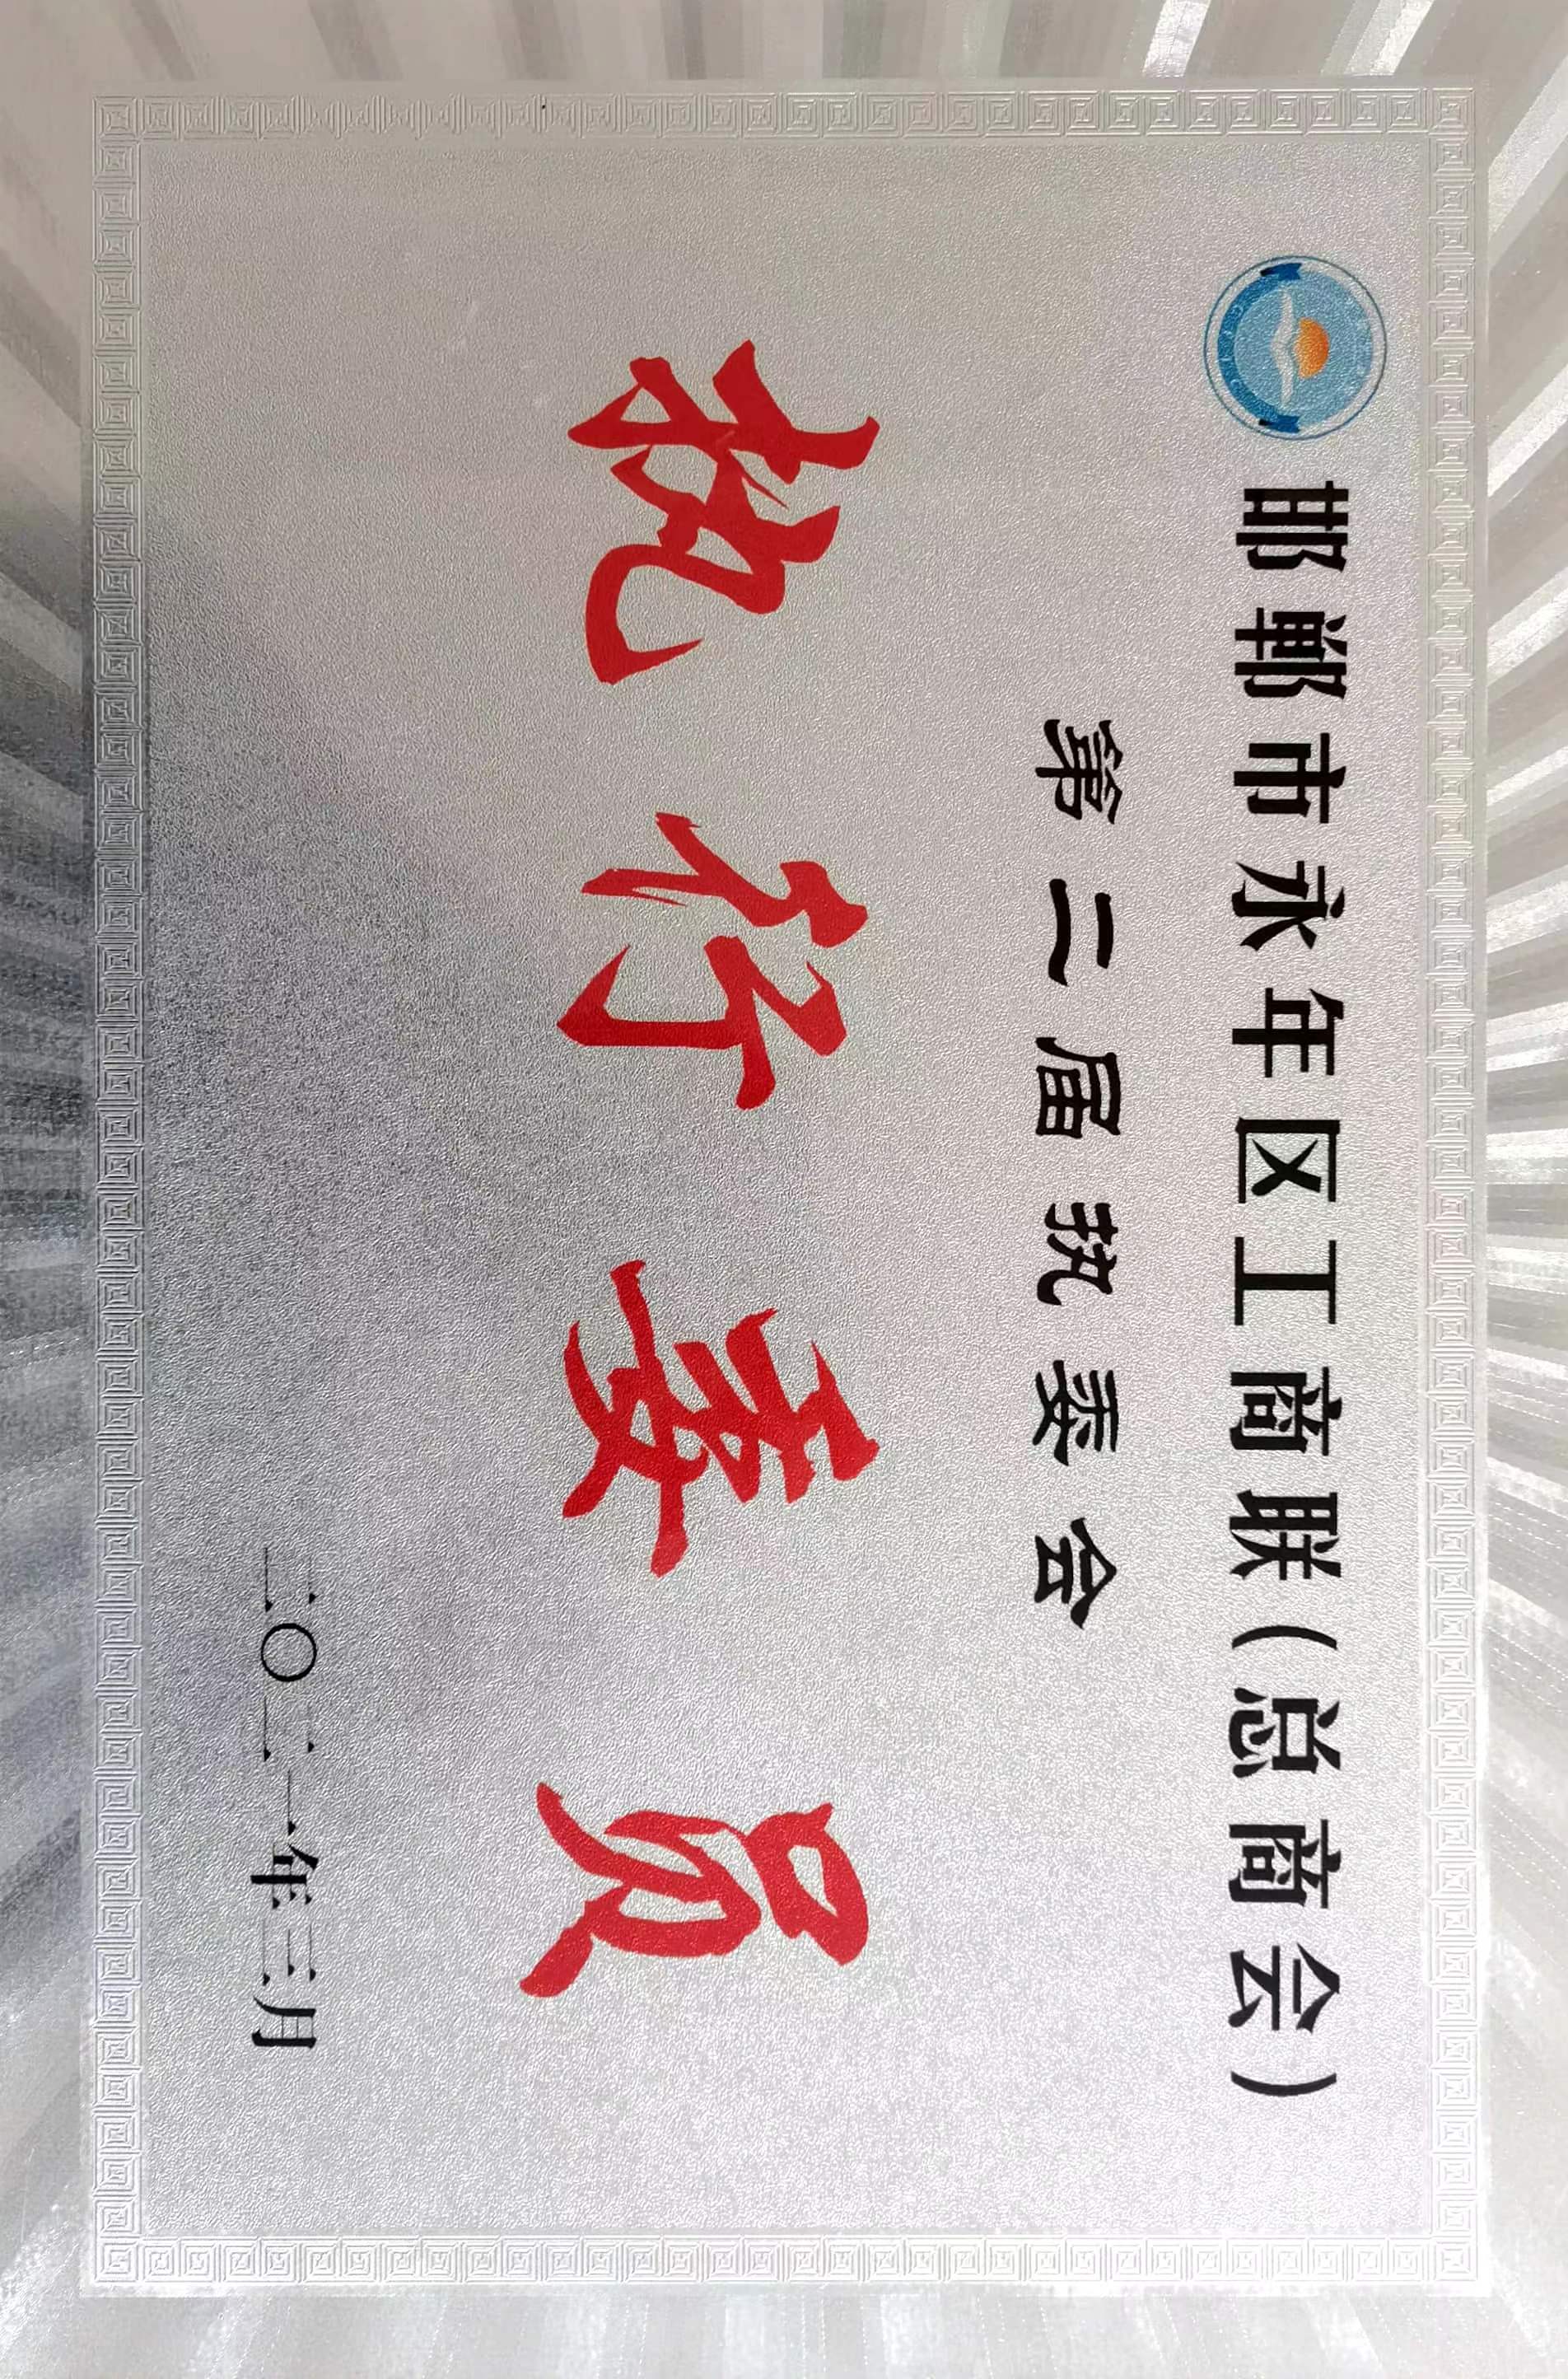 邯郸市永年区工商联(总商会)
第二届执委会
执行委员
二〇二一年三月